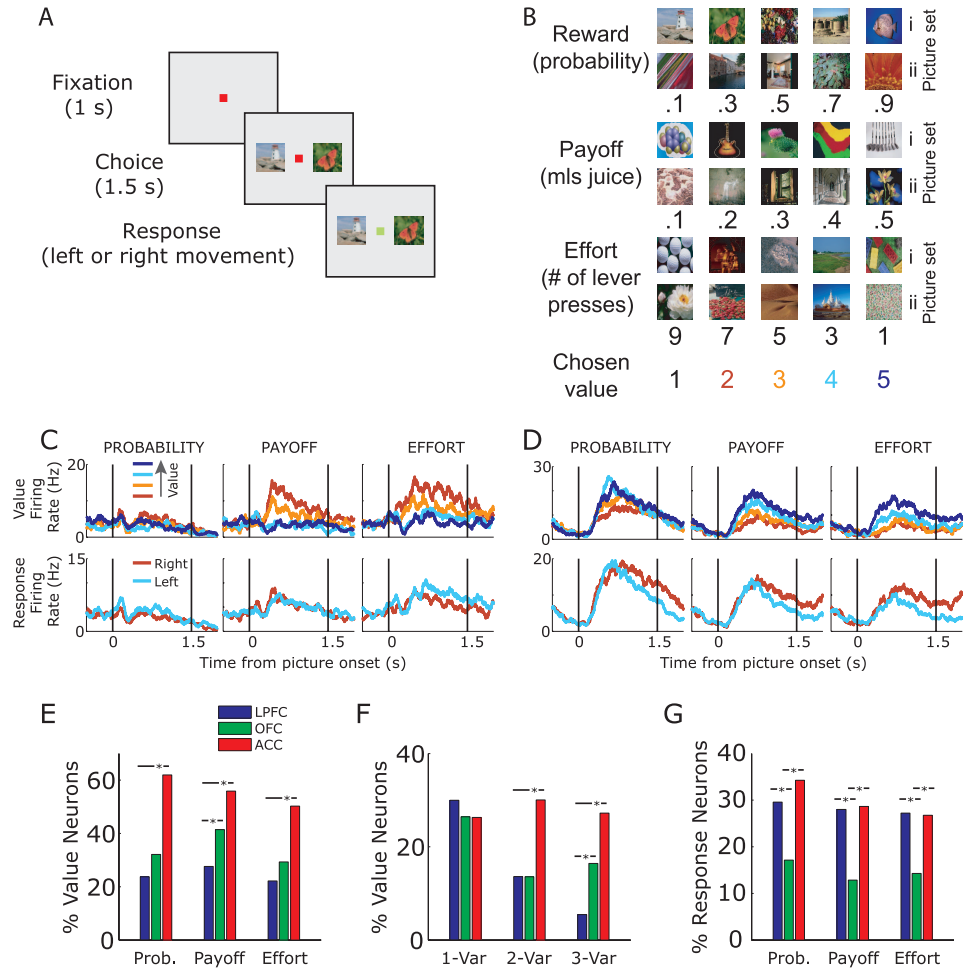 A
Fixation
(1 s)
Choice
(1.5 s)
Response
(left or right movement)
B
Reward
(probability)
i
ii
Picture set
.1 .3 .5 .7 .9
Payoff
(mls juice)
i
ii
Picture set
.1 .2 .3 .4 .5
Effort
(# of lever
presses)
i
ii
Picture set
9 7 5 3 1
Chosen
value
1 2 3 4 5
C
PROBABILITY PAYOFF EFFORT
Value
Firing
Rate (Hz)
20
0
Value
Response
Firing
Rate (Hz)
15
0
Right
Left
0 1.5 0 1.5 0 1.5
Time from picture onset (s)
D
PROBABILITY PAYOFF EFFORT
30
0
20
0
0 1.5 0 1.5 0 1.5
Time from picture onset (s)
E
LPFC
OFC
ACC
% Value Neurons
60
40
20
0
* * * *
Prob. Payoff Effort
F
40
20
0
% Value Neurons
* * *
1-Var 2-Var 3-Var
G
40
30
20
10
0
% Response Neurons
* * * * * *
Prob. Payoff Effort